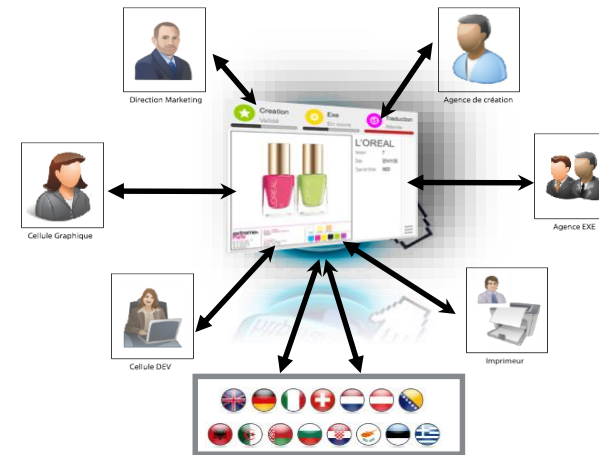 Direction Marketing
Agence de création
Creation
Validé
Exe
En cours
Traduction
L'OREAL
Cellule Graphique
Agence EXE
Cellule DEV
Imprimeur